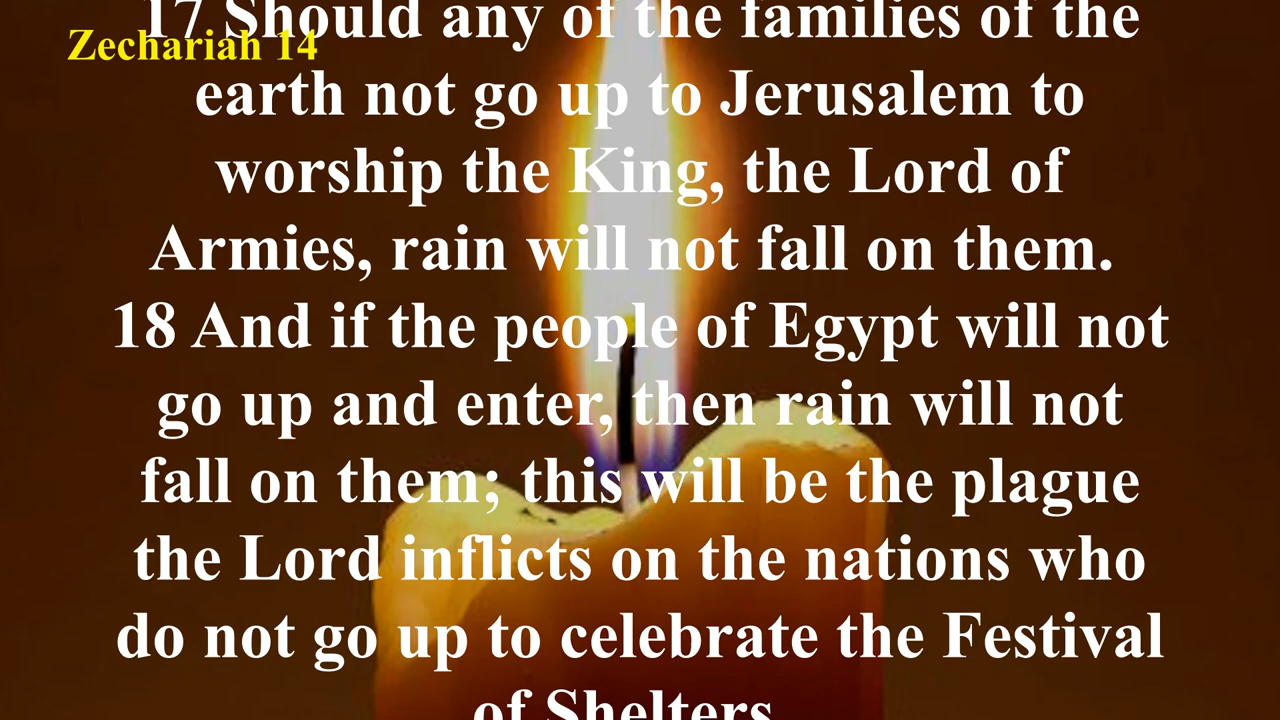 Zechariah 14
17 Should any of the families of the
earth not go up to Jerusalem to
worship the King, the Lord of
Armies, rain will not fall on them.
18 And if the people of Egypt will not
go up and enter, then rain will not
fall on them; this will be the plague
the Lord inflicts on the nations who
do not go up to celebrate the Festival
of Shelters